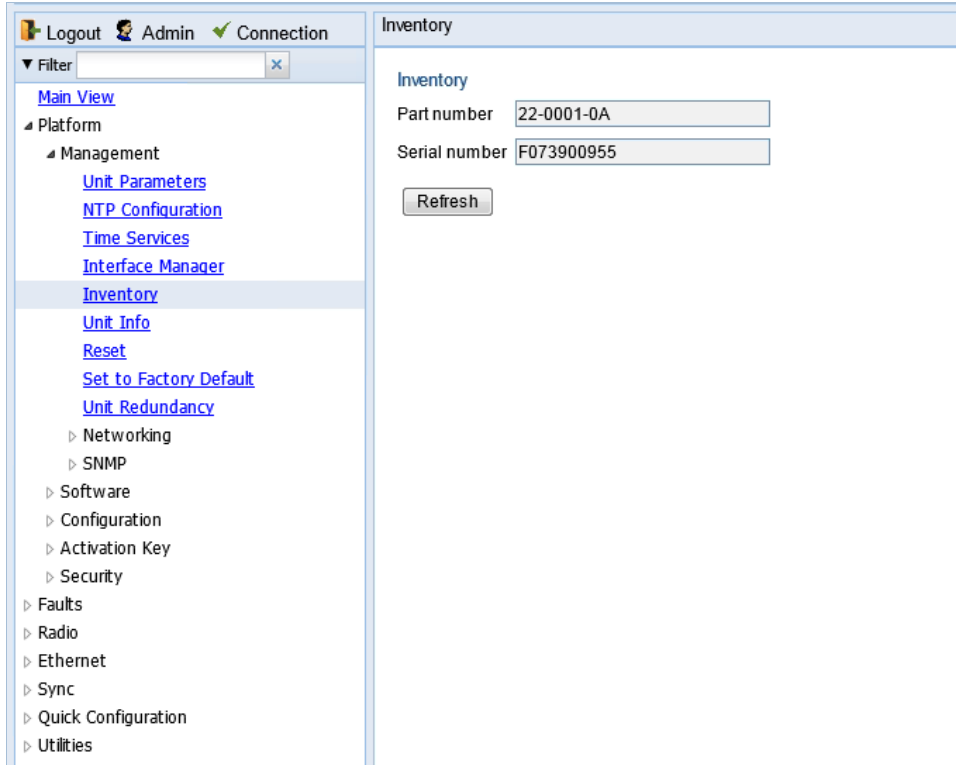 Logout Admin Connection
Filter
Main View
Platform
Management
Unit Parameters
NTP Configuration
Time Services
Interface Manager
Inventory
Unit Info
Reset
Set to Factory Default
Unit Redundancy
Networking
SNMP
Software
Configuration
Activation Key
Security
Faults
Radio
Ethernet
Sync
Quick Configuration
Utilities
Inventory
Inventory
Part number 22-0001-0A
Serial number F073900955
Refresh